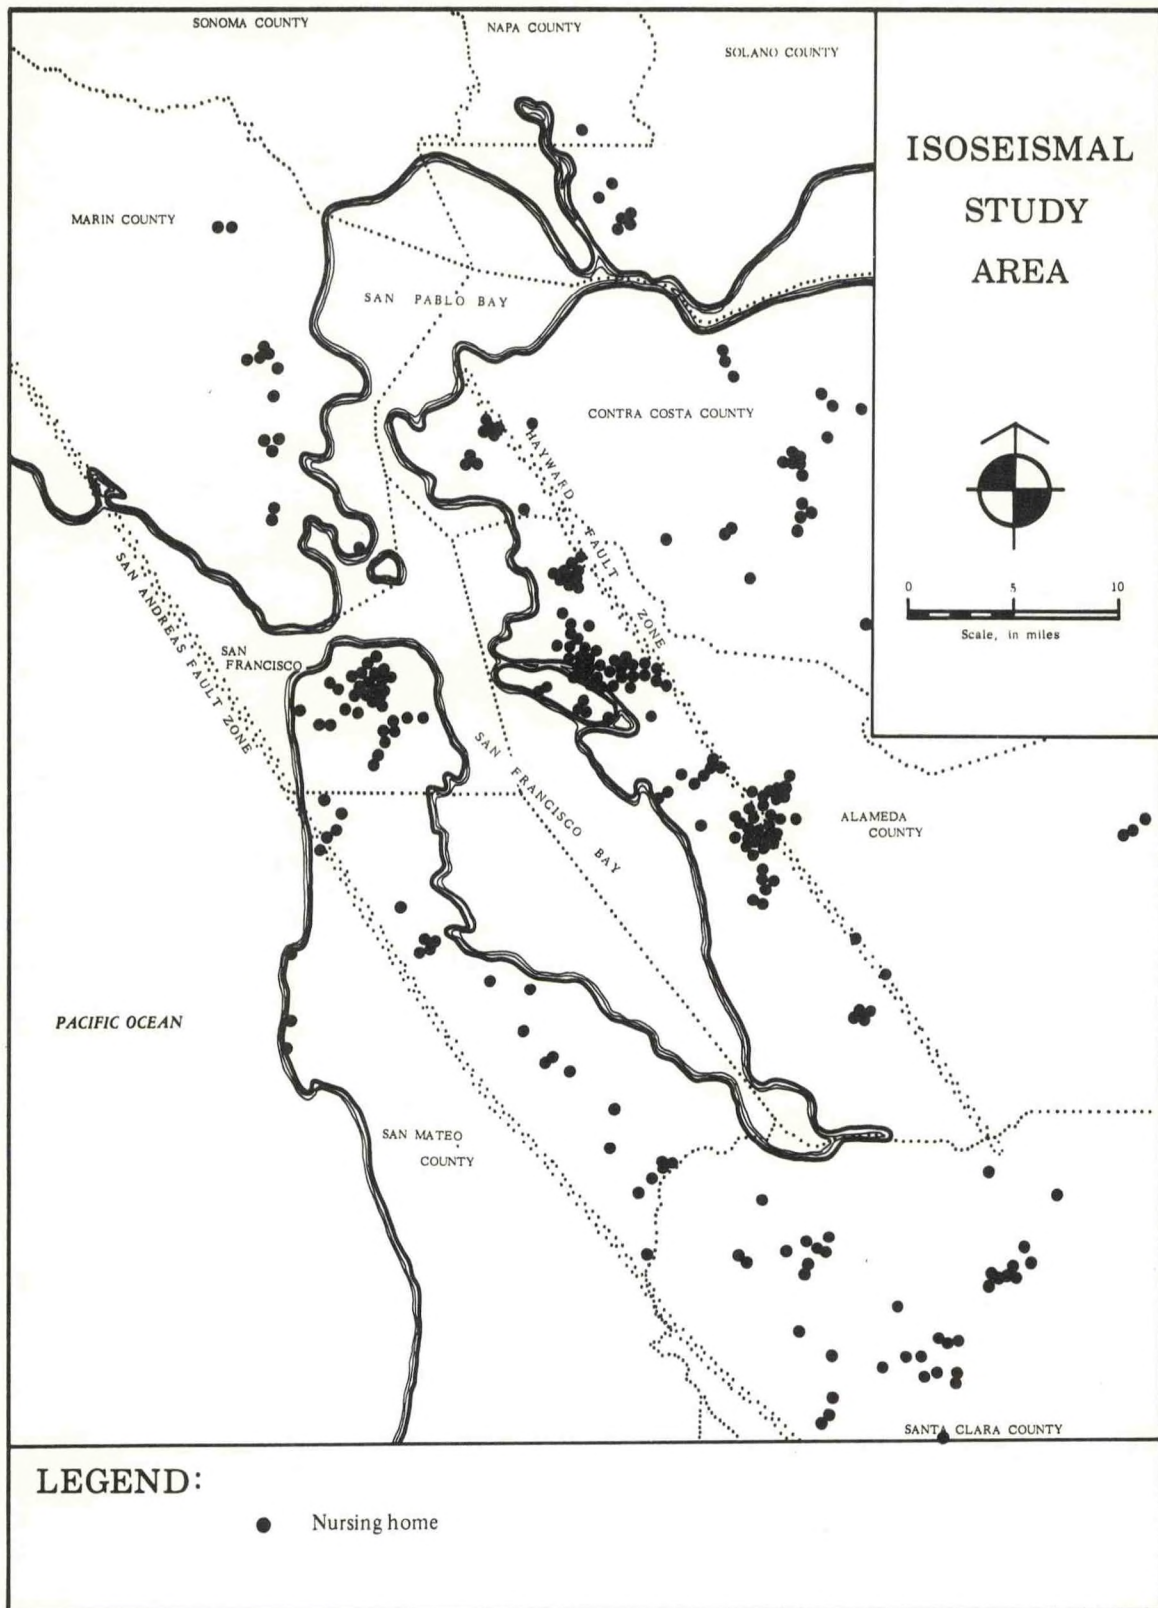 SONOMA COUNTY
NAPA COUNTY
SOLANO COUNTY
ISOSEISMAL
STUDY
AREA
MARIN COUNTY
SAN PABLO BAY
CONTRA COSTA COUNTY
HAYWARD FAULT ZONE
0 5 10
Scale, in miles
SAN ANDREAS FAULT ZONE
SAN
FRANCISCO
SAN FRANCISCO BAY
ALAMEDA
COUNTY
PACIFIC OCEAN
SAN MATEO
COUNTY
SANTA CLARA COUNTY
LEGEND:
Nursing home